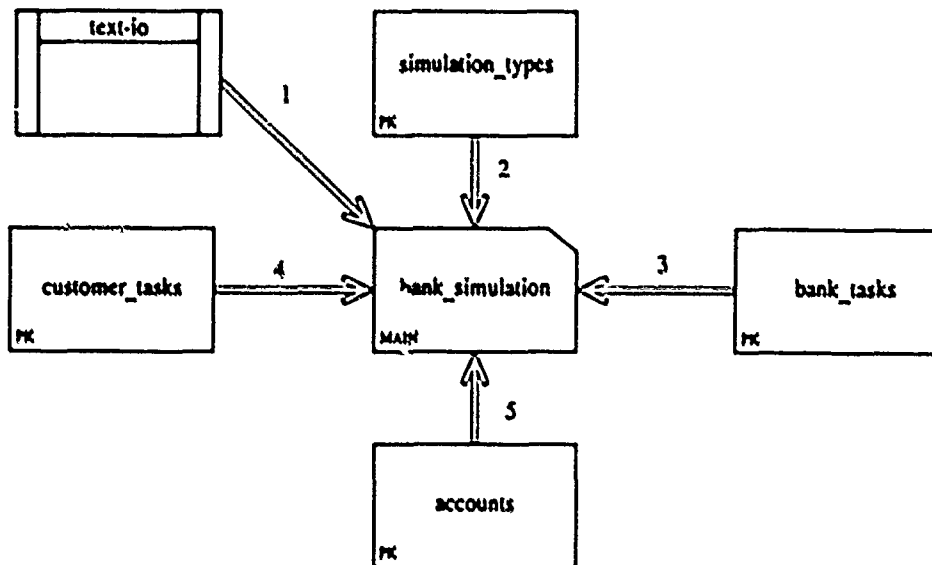 text-io
simulation_types
PK
1
2
customer_tasks
PK
4
bank_simulation
MAIN
3
bank_tasks
PK
5
accounts
PK